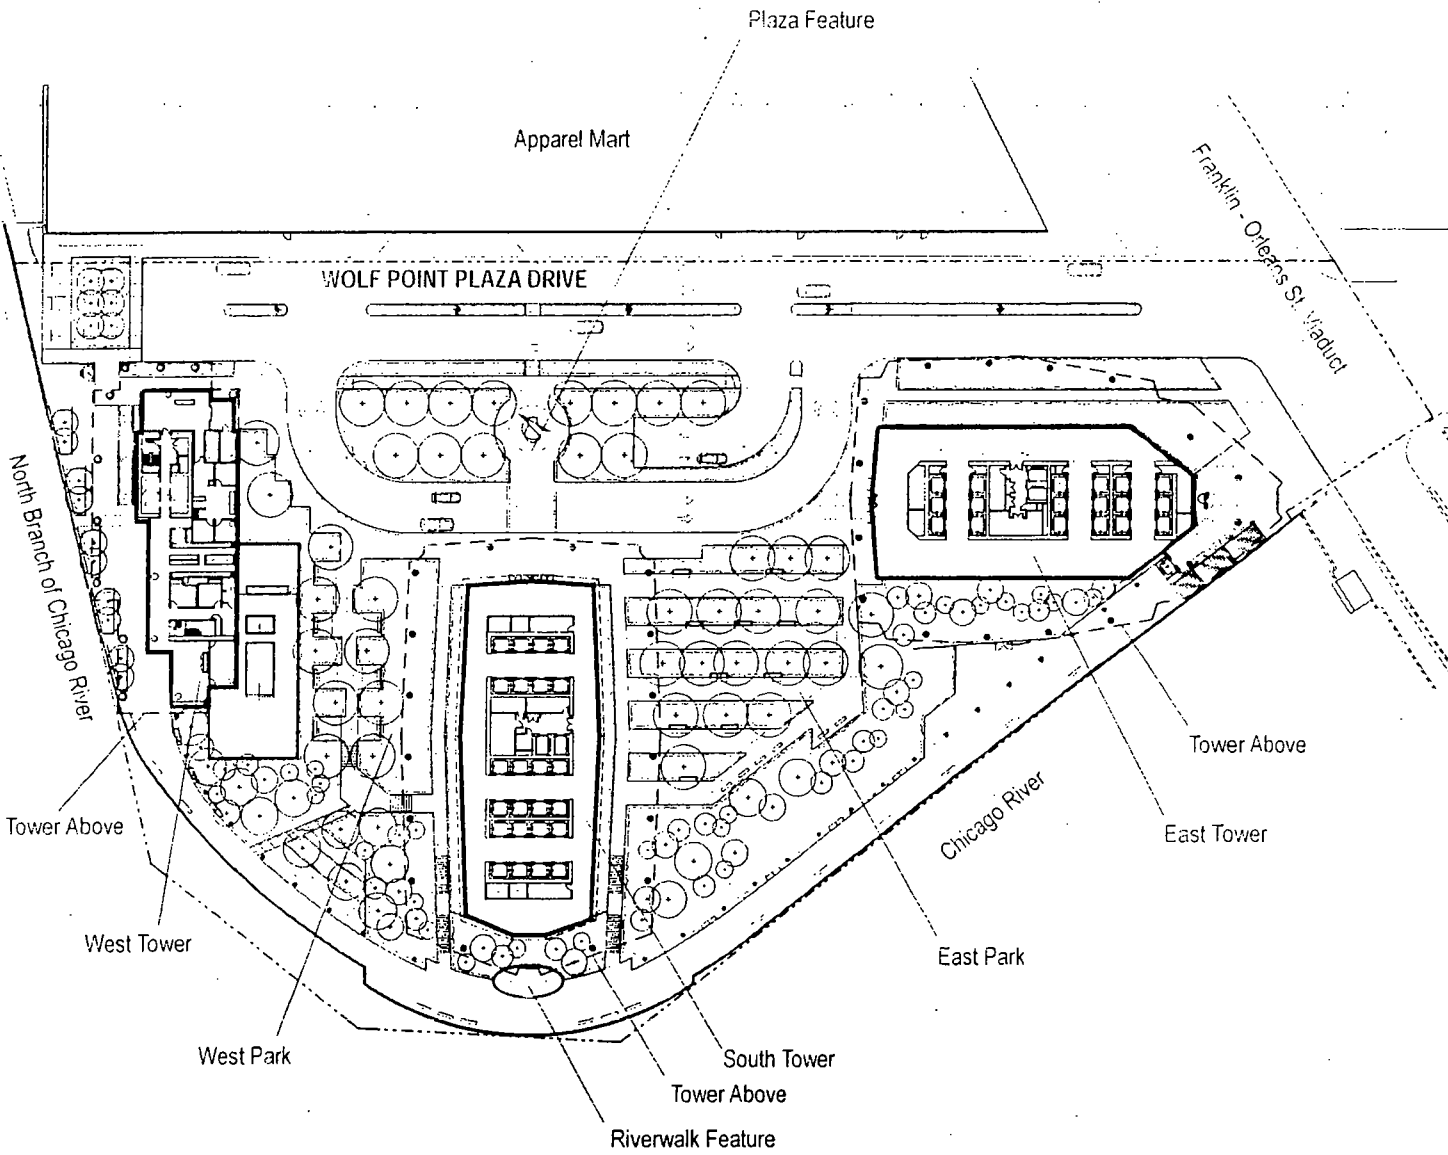 Plaza Feature
Apparel Mart
Franklin - Orleans St. Viaduct
WOLF POINT PLAZA DRIVE
North Branch of Chicago River
Tower Above
Tower Above
East Tower
Chicago River
West Tower
East Park
West Park
South Tower
Tower Above
Riverwalk Feature